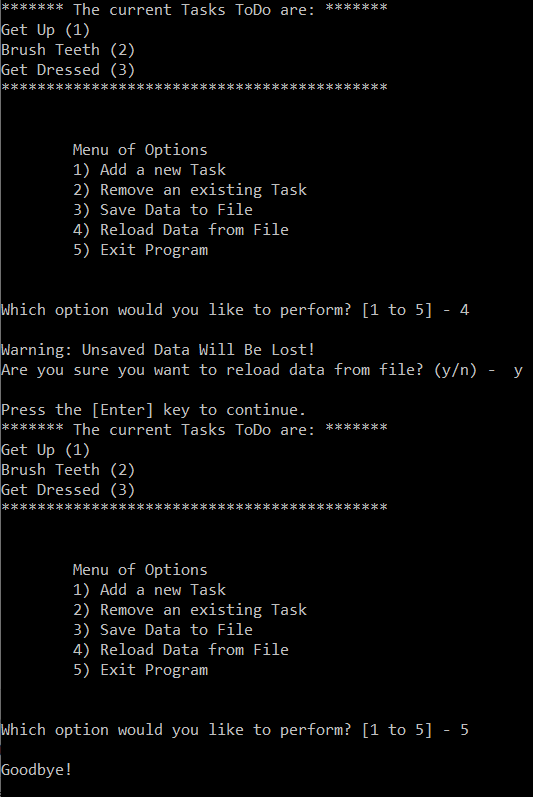 ******* The current Tasks ToDo are: *******
Get Up (1)
Brush Teeth (2)
Get Dressed (3)
*******************************************
Menu of Options
1) Add a new Task
2) Remove an existing Task
3) Save Data to File
4) Reload Data from File
5) Exit Program
Which option would you like to perform? [1 to 5] - 4
Warning: Unsaved Data Will Be Lost!
Are you sure you want to reload data from file? (y/n) -  y
Press the [Enter] key to continue.
******* The current Tasks ToDo are: *******
Get Up (1)
Brush Teeth (2)
Get Dressed (3)
*******************************************
Menu of Options
1) Add a new Task
2) Remove an existing Task
3) Save Data to File
4) Reload Data from File
5) Exit Program
Which option would you like to perform? [1 to 5] - 5
Goodbye!